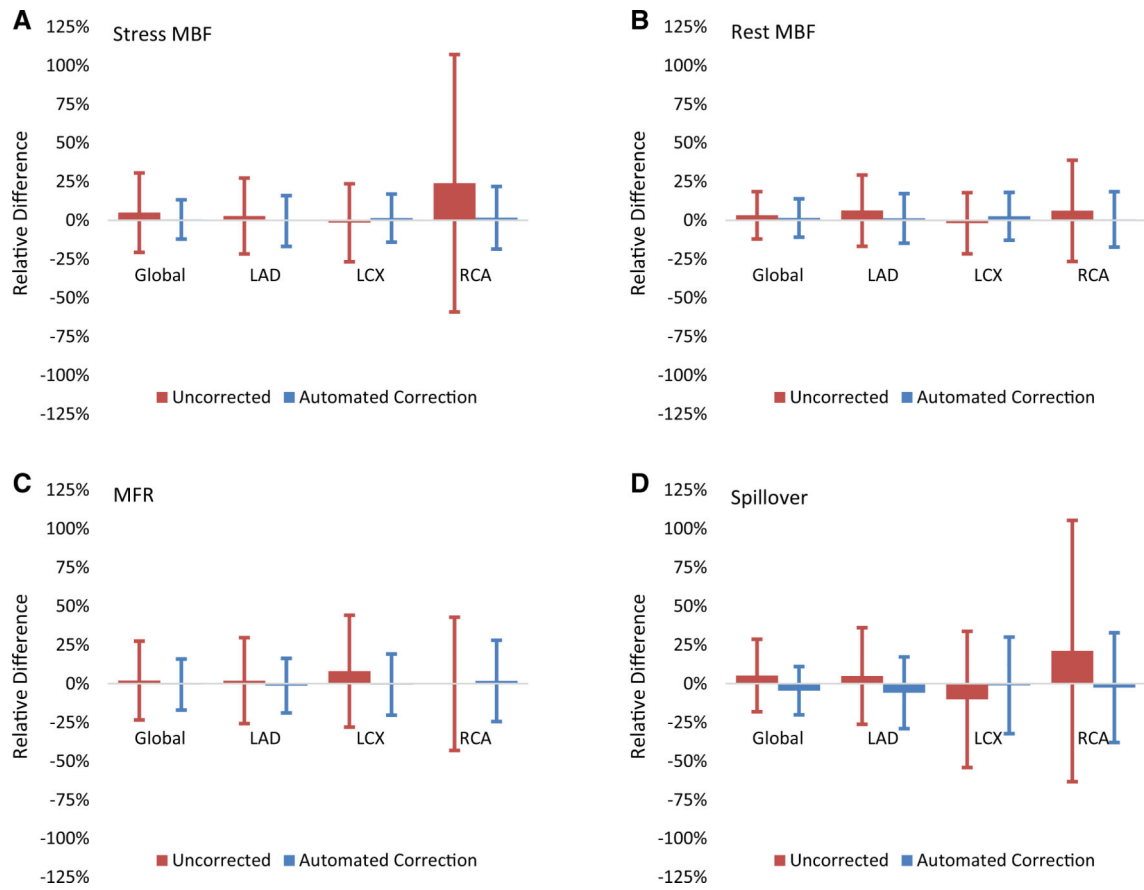 A
Stress MBF
125%
100%
75%
50%
25%
0%
-25%
-50%
-75%
-100%
-125%
Relative Difference
Global LAD LCX RCA
Uncorrected Automated Correction
B
Rest MBF
125%
100%
75%
50%
25%
0%
-25%
-50%
-75%
-100%
-125%
Relative Difference
Global LAD LCX RCA
Uncorrected Automated Correction
C
MFR
125%
100%
75%
50%
25%
0%
-25%
-50%
-75%
-100%
-125%
Relative Difference
Global LAD LCX RCA
Uncorrected Automated Correction
D
Spillover
125%
100%
75%
50%
25%
0%
-25%
-50%
-75%
-100%
-125%
Relative Difference
Global LAD LCX RCA
Uncorrected Automated Correction